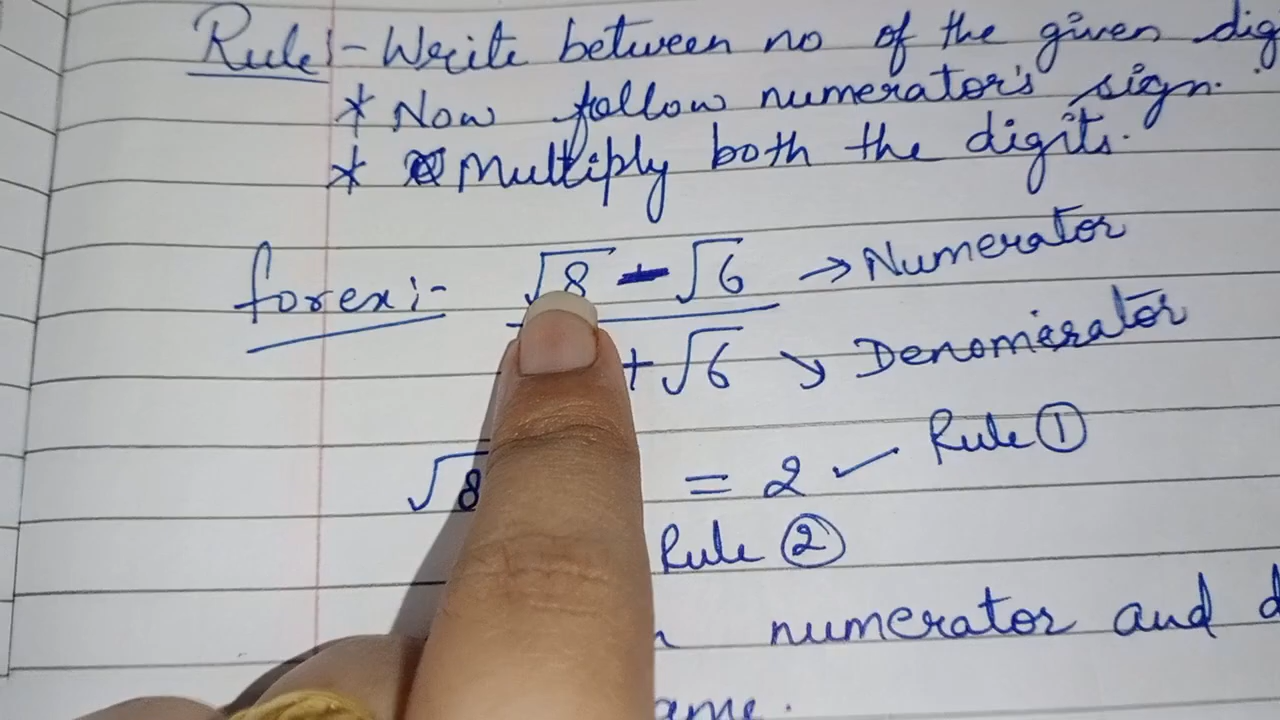 Rule:- Write between no of the given dig
* Now follow numerator's sign.
* Multiply both the digits.
forex:- √8 - √6 → Numerator
+ √6 ↘ Denomerator
√8 = 2 ✓ Rule ①
Rule ②
numerator and d
ame.